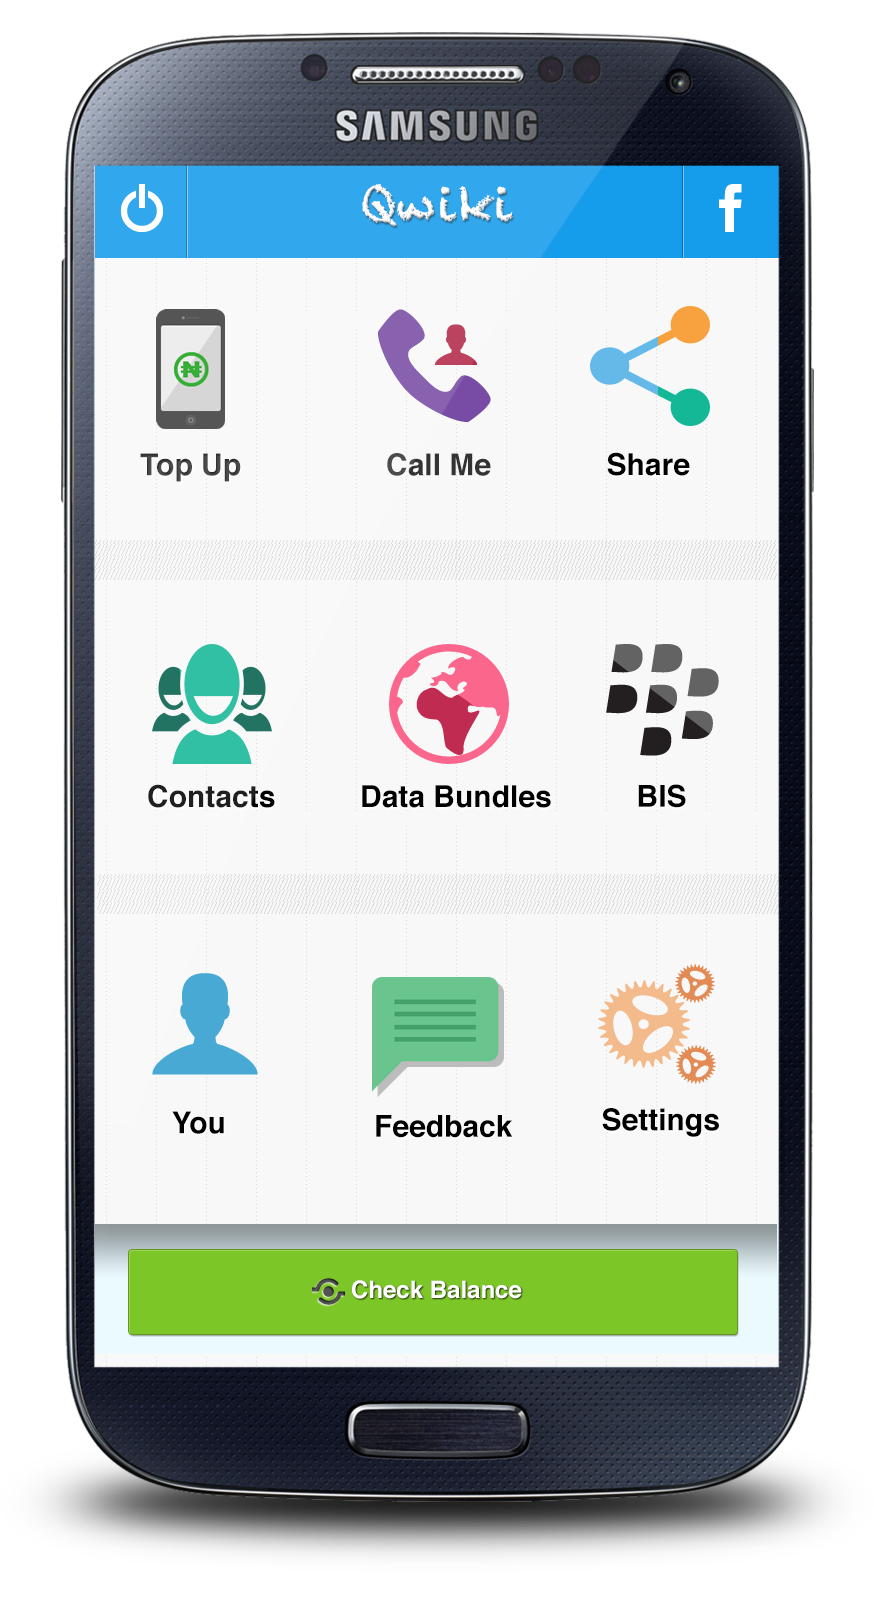 SAMSUNG
Qwiki
f
₦
Top Up
Call Me
Share
Contacts
Data Bundles
BIS
You
Feedback
Settings
Check Balance